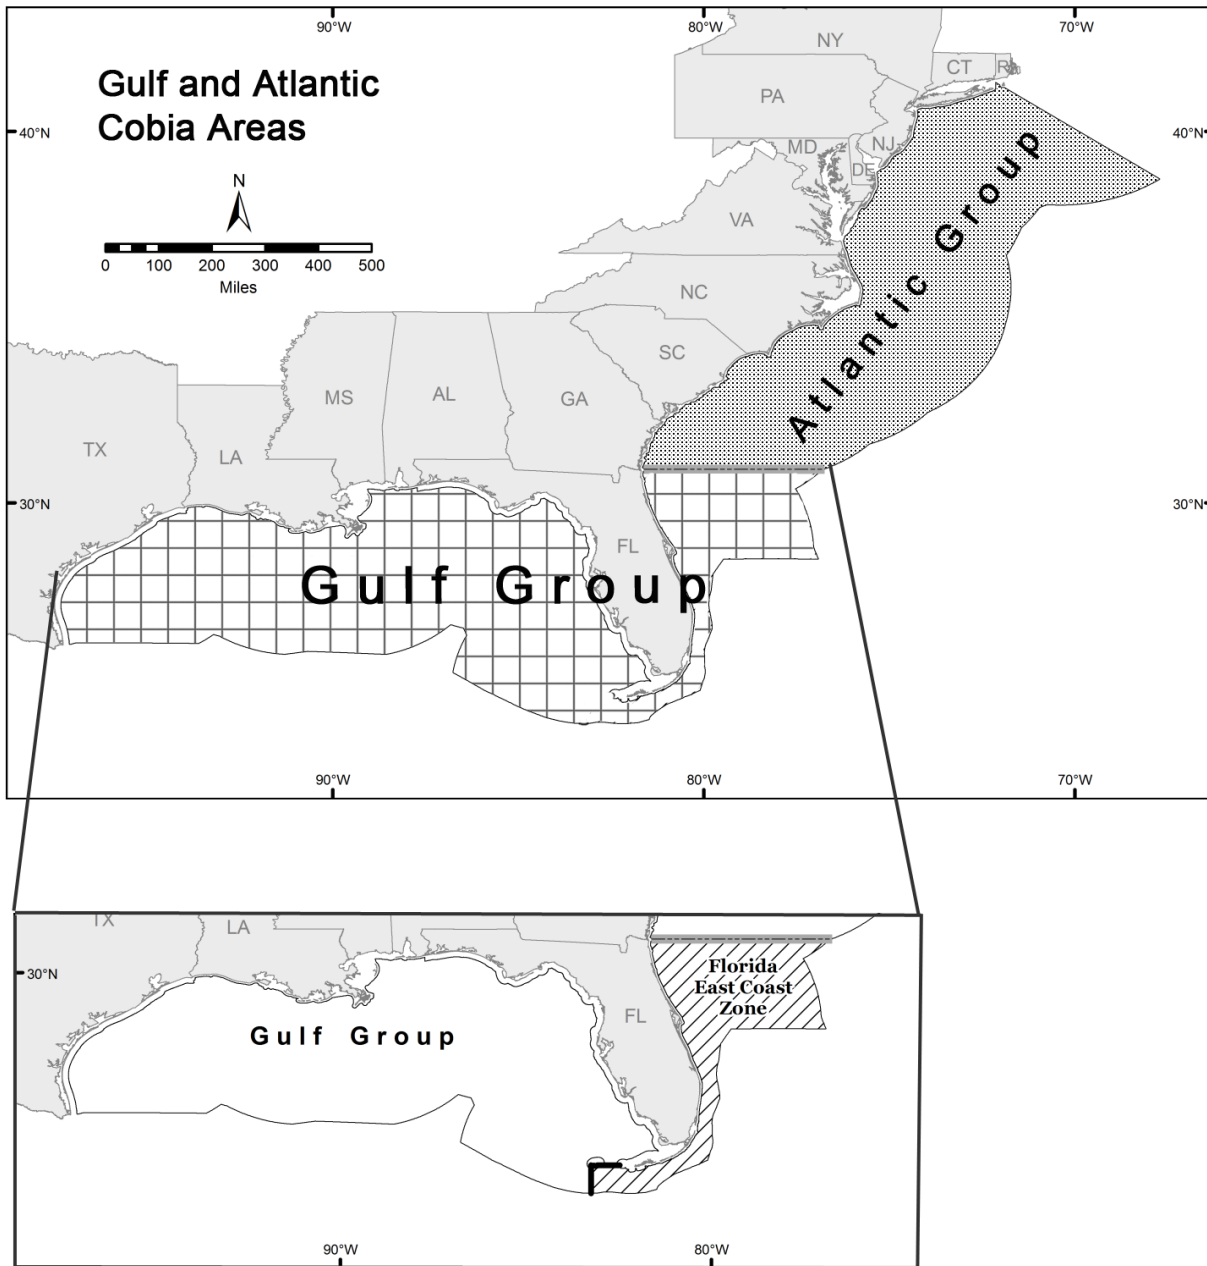 90°W 80°W 70°W
Gulf and Atlantic
Cobia Areas
N
0 100 200 300 400 500
Miles
NY
CT RI
PA
40°N 40°N
MD NJ
DE
VA
NC
SC
MS AL GA
TX LA
Atlantic Group
30°N 30°N
FL
Gulf Group
90°W 80°W 70°W
TX LA
30°N
Florida
East Coast
Zone
FL
Gulf Group
90°W 80°W